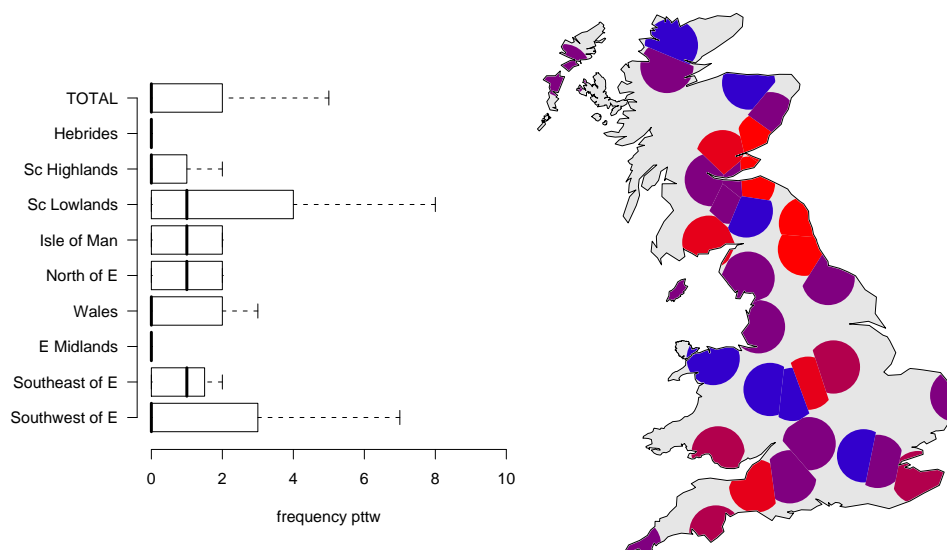 TOTAL
Hebrides
Sc Highlands
Sc Lowlands
Isle of Man
North of E
Wales
E Midlands
Southeast of E
Southwest of E
0 2 4 6 8 10
frequency pttw